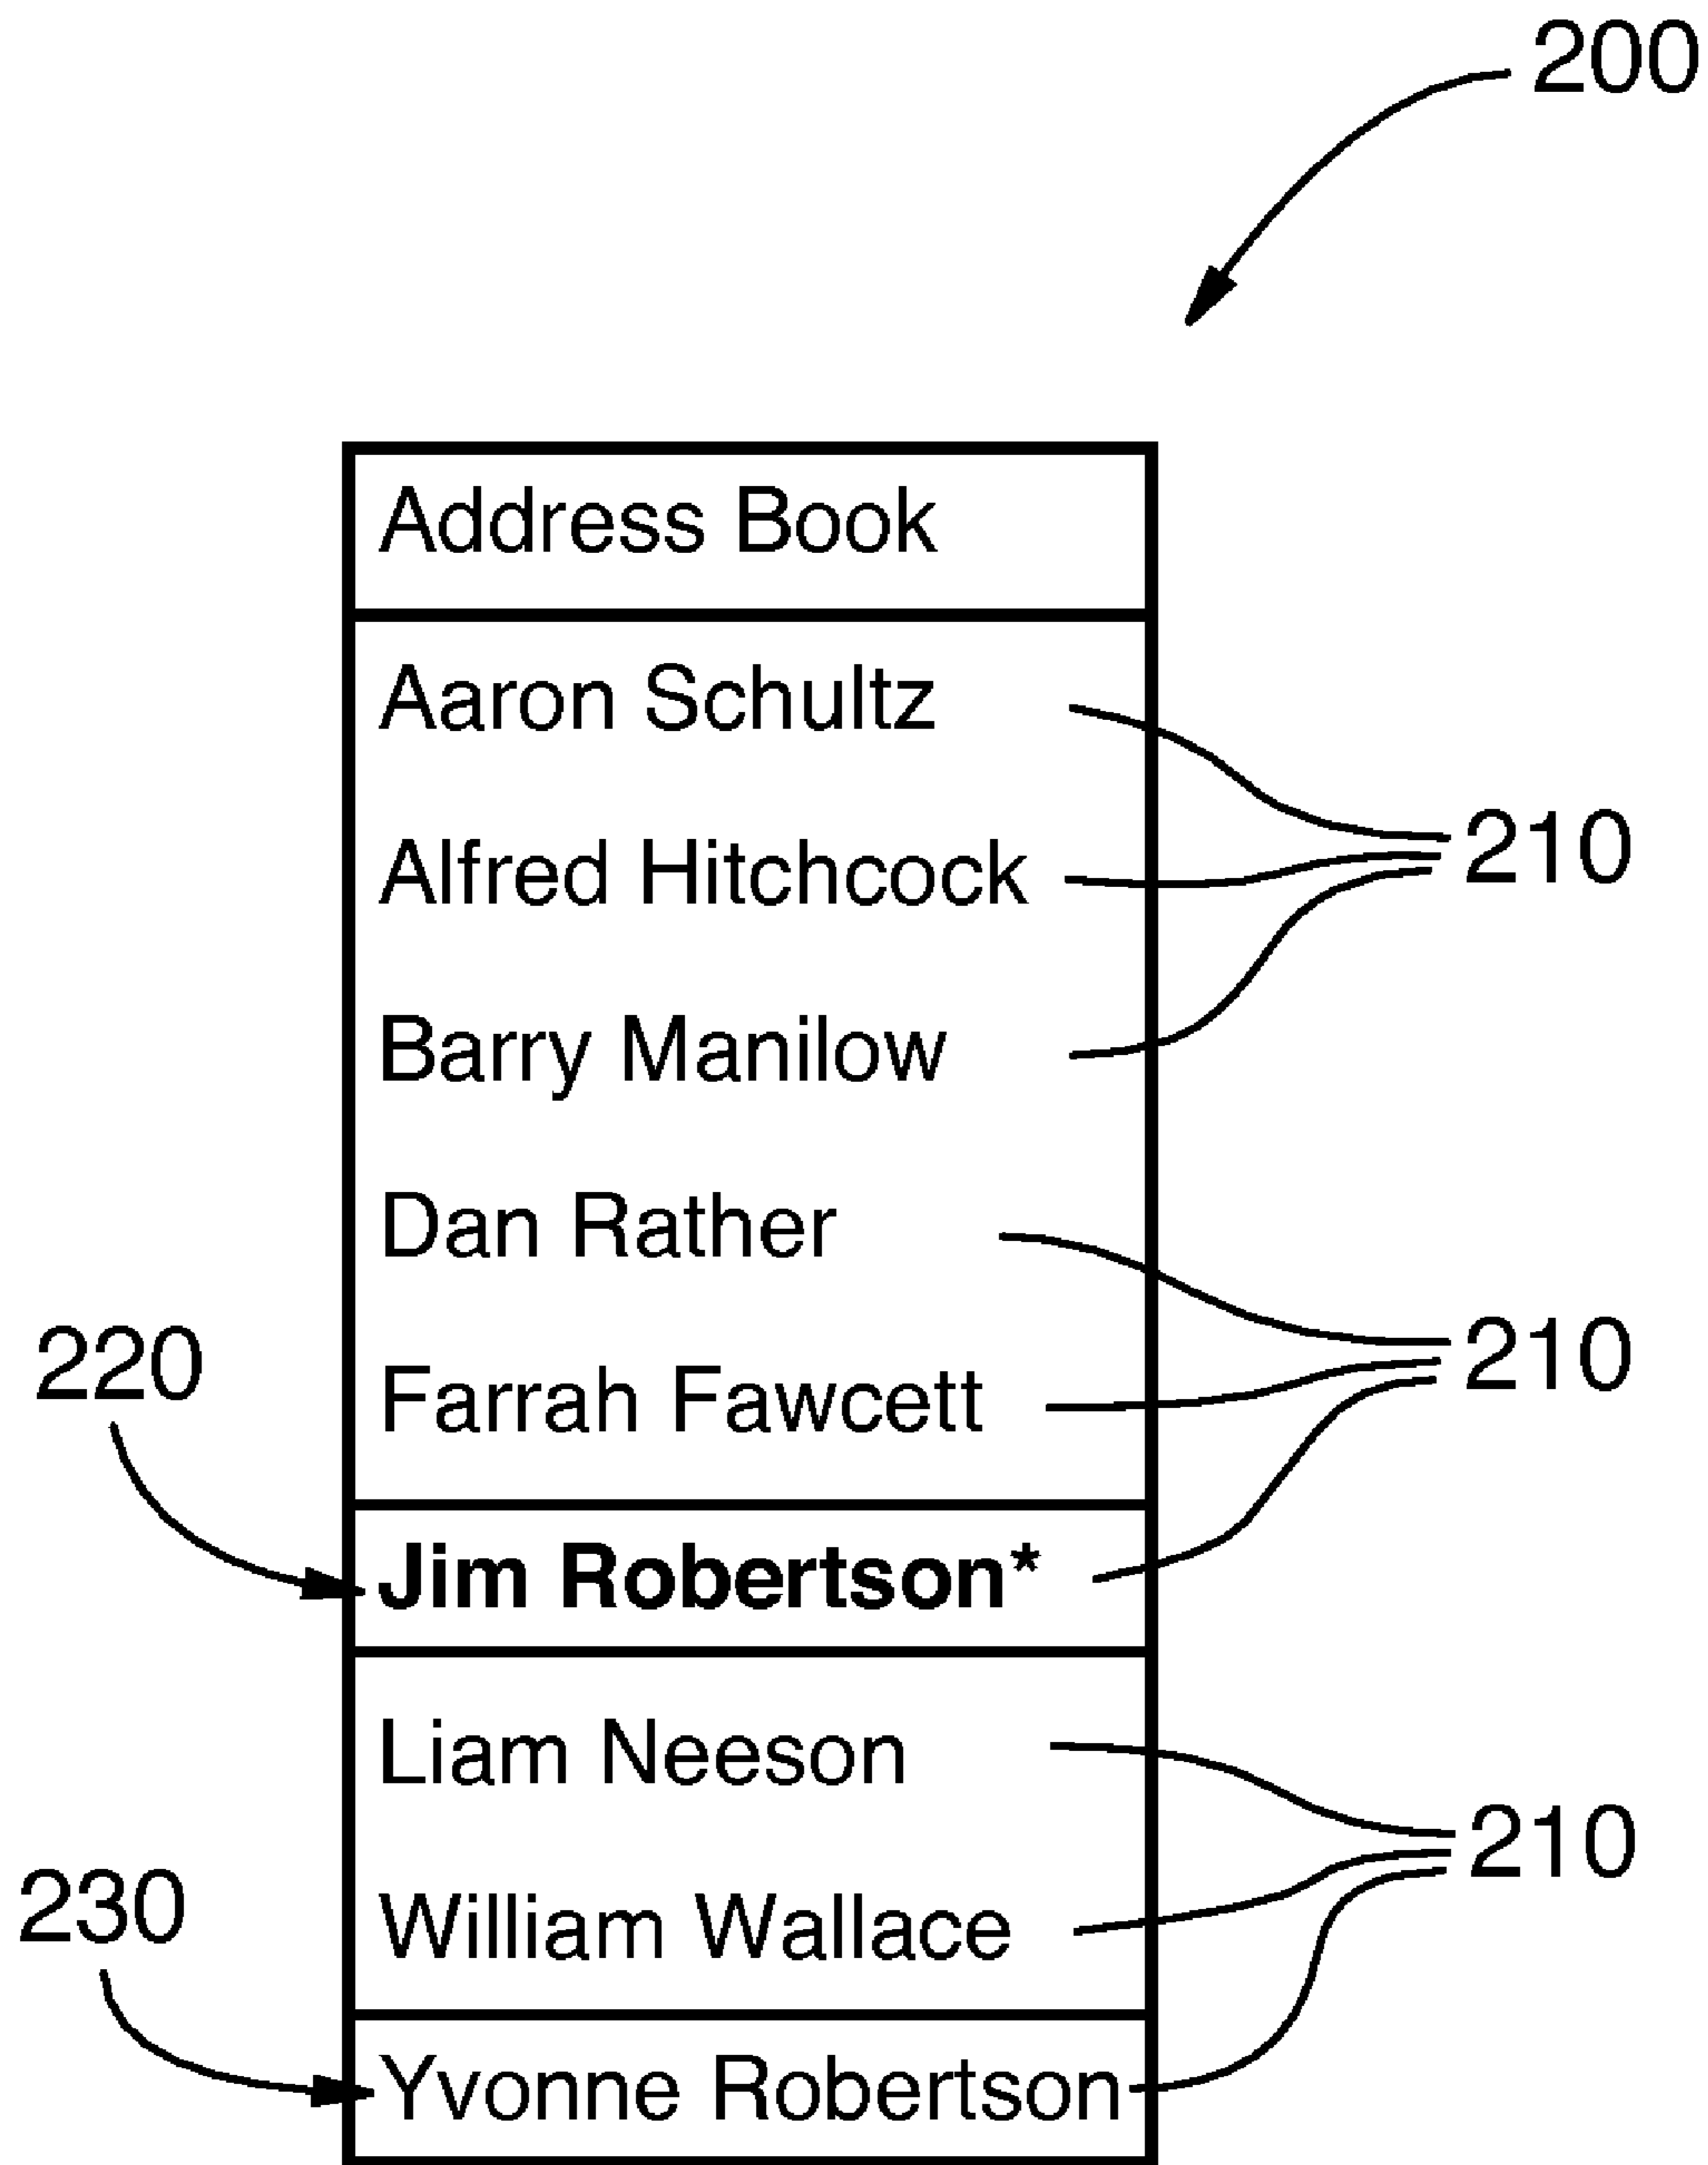 200
Address Book
Aaron Schultz
Alfred Hitchcock
210
Barry Manilow
Dan Rather
220
210
Farrah Fawcett
Jim Robertson*
Liam Neeson
210
230
William Wallace
Yvonne Robertson